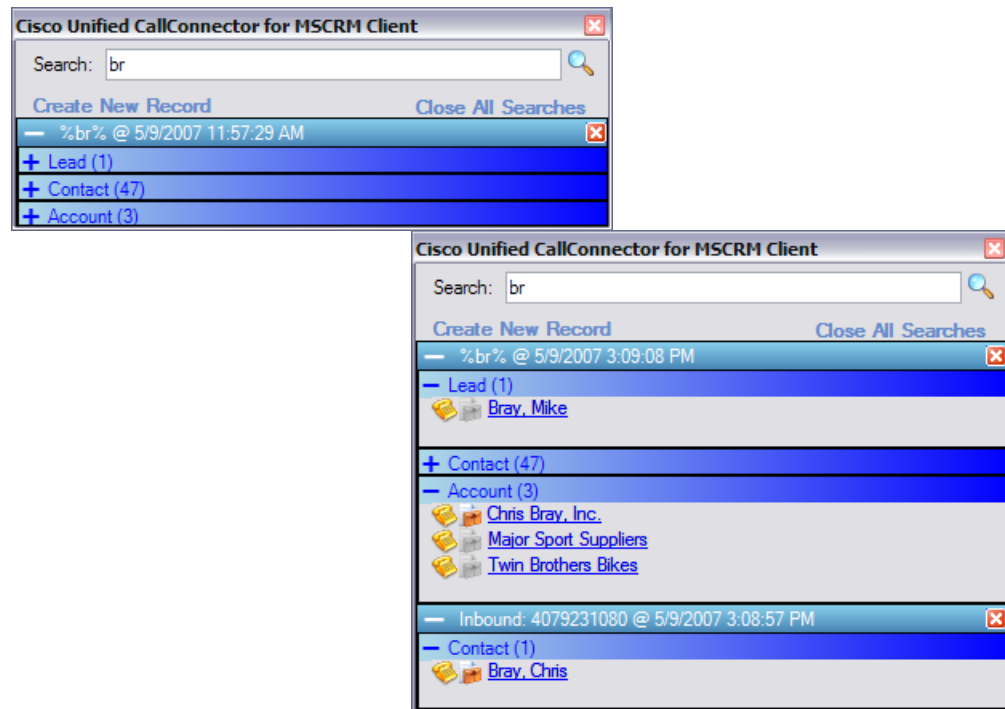 Cisco Unified CallConnector for MSCRM Client
Search: br
Create New Record Close All Searches
%br% @ 5/9/2007 11:57:29 AM
Lead (1)
Contact (47)
Account (3)
Cisco Unified CallConnector for MSCRM Client
Search: br
Create New Record Close All Searches
%br% @ 5/9/2007 3:09:08 PM
Lead (1)
Bray, Mike
Contact (47)
Account (3)
Chris Bray, Inc.
Major Sport Suppliers
Twin Brothers Bikes
Inbound: 4079231080 @ 5/9/2007 3:08:57 PM
Contact (1)
Bray, Chris